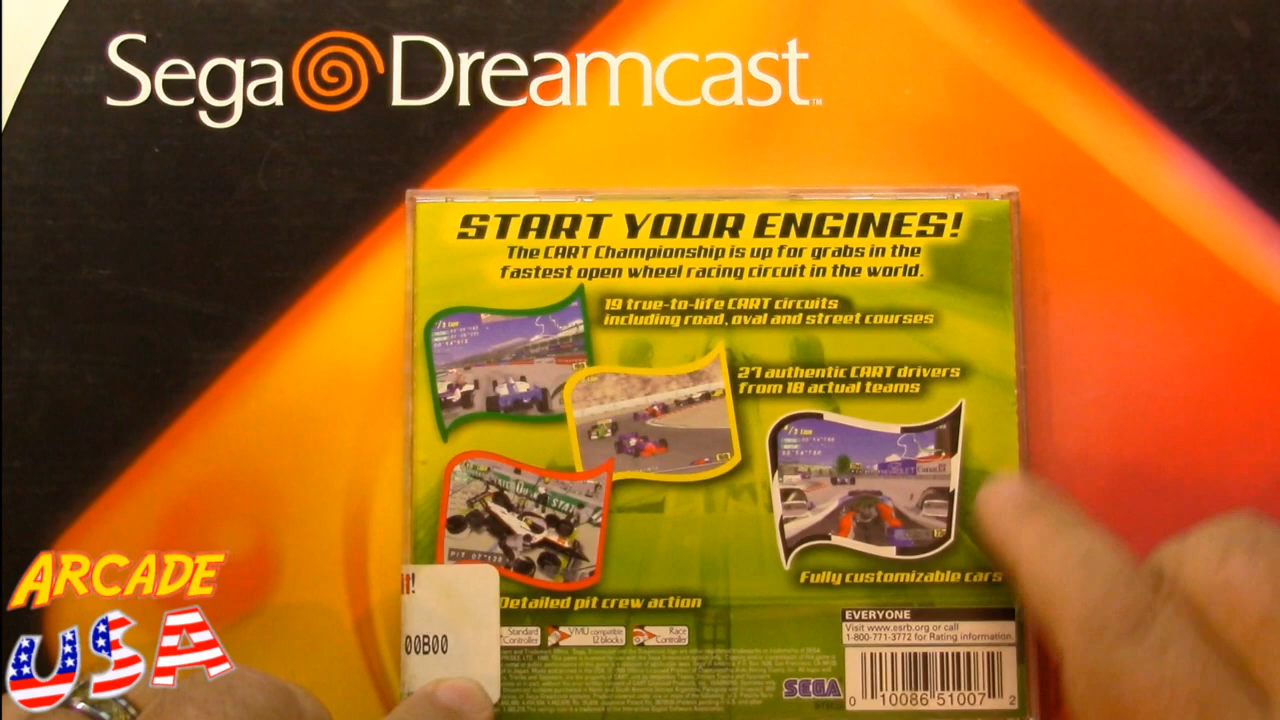 Sega Dreamcast™
START YOUR ENGINES!
The CART Championship is up for grabs in the
fastest open wheel racing circuit in the world.
19 true-to-life CART circuits
including road, oval and street courses
27 authentic CART drivers
from 18 actual teams
Fully customizable cars
Detailed pit crew action
00B00
Standard
Controller
VMU compatible
12 blocks
Race
Controller
EVERYONE
Visit www.esrb.org or call
1-800-771-3772 for Rating information.
SEGA
0 10086 51007 2
ARCADE
USA